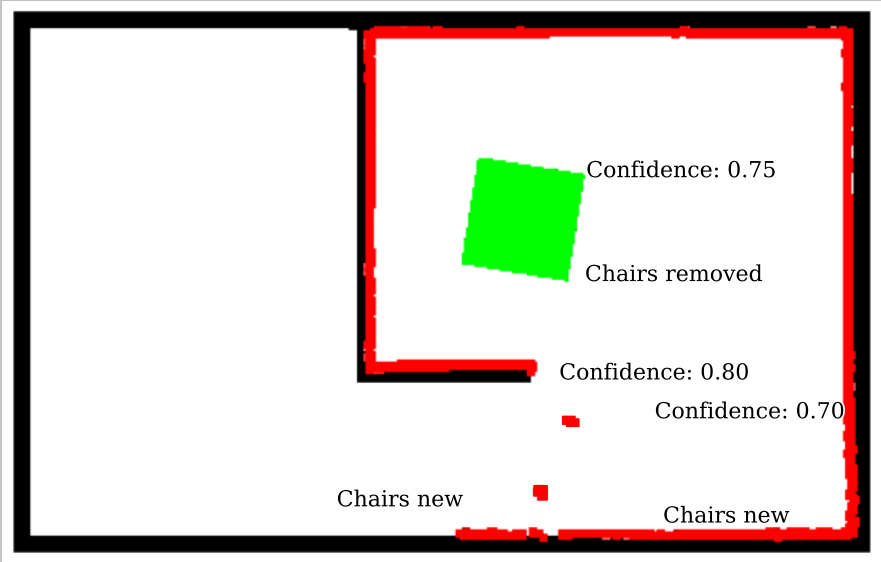 Confidence: 0.75
Chairs removed
Confidence: 0.80
Confidence: 0.70
Chairs new
Chairs new